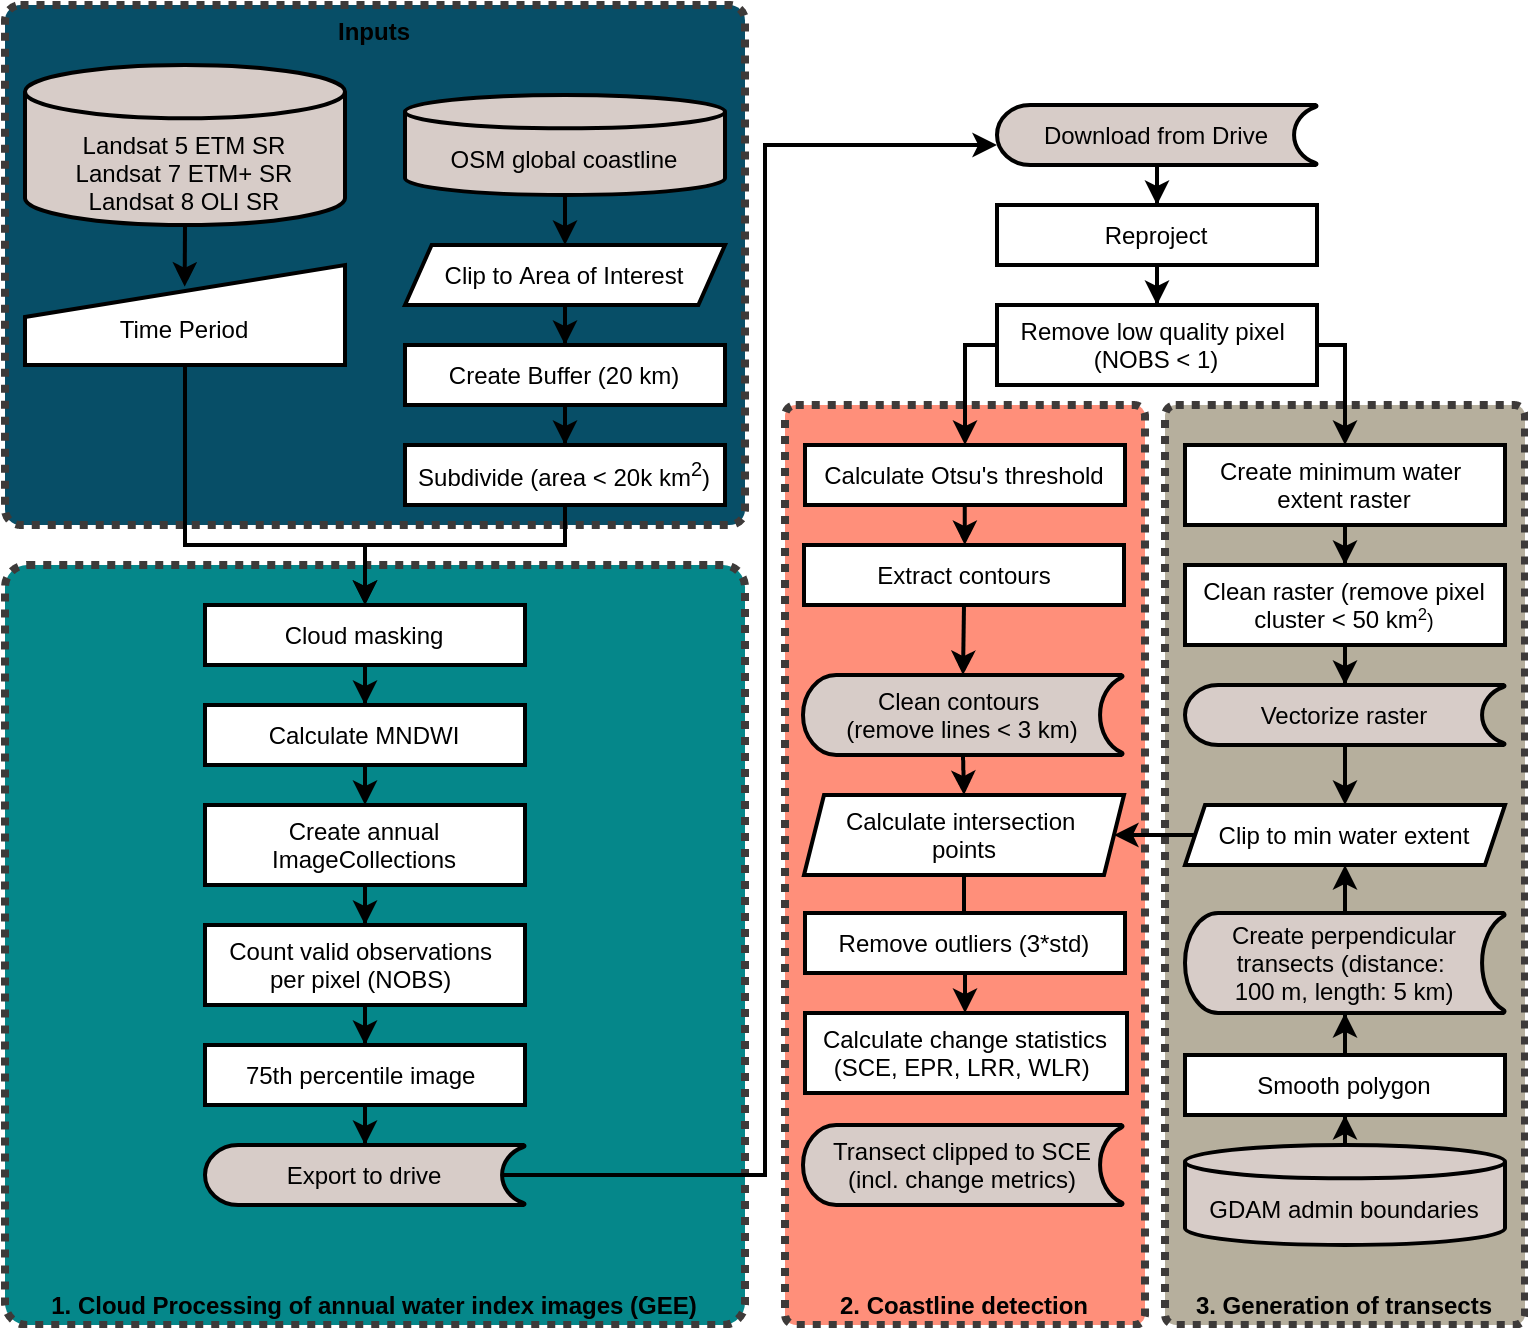 Inputs
Landsat 5 ETM SR
Landsat 7 ETM+ SR
Landsat 8 OLI SR
Time Period
OSM global coastline
Clip to Area of Interest
Create Buffer (20 km)
Subdivide (area < 20k km²)
Cloud masking
Calculate MNDWI
Create annual
ImageCollections
Count valid observations
per pixel (NOBS)
75th percentile image
Export to drive
1. Cloud Processing of annual water index images (GEE)
Download from Drive
Reproject
Remove low quality pixel
(NOBS < 1)
Calculate Otsu's threshold
Extract contours
Clean contours
(remove lines < 3 km)
Calculate intersection
points
Remove outliers (3*std)
Calculate change statistics
(SCE, EPR, LRR, WLR)
Transect clipped to SCE
(incl. change metrics)
2. Coastline detection
Create minimum water
extent raster
Clean raster (remove pixel
cluster < 50 km²)
Vectorize raster
Clip to min water extent
Create perpendicular
transects (distance:
100 m, length: 5 km)
Smooth polygon
GDAM admin boundaries
3. Generation of transects